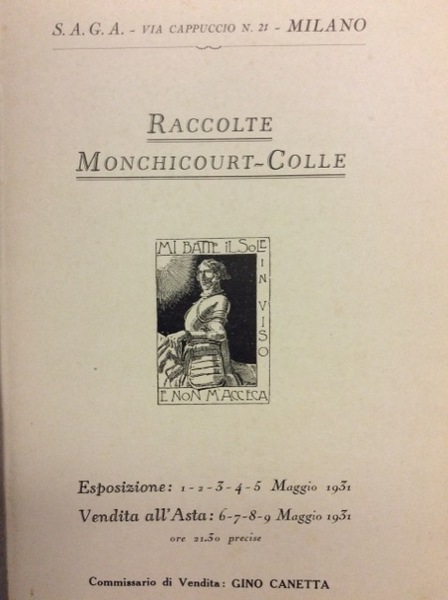 S. A. G. A. - VIA CAPPUCCIO N. 21 - MILANO
RACCOLTE
MONCHICOURT-COLLE
MI BATTE IL SOLE
IN VISO
E NON M'ACCECA
Esposizione: 1-2-3-4-5 Maggio 1931
Vendita all'Asta: 6-7-8-9 Maggio 1931
ore 21.30 precise
Commissario di Vendita: GINO CANETTA